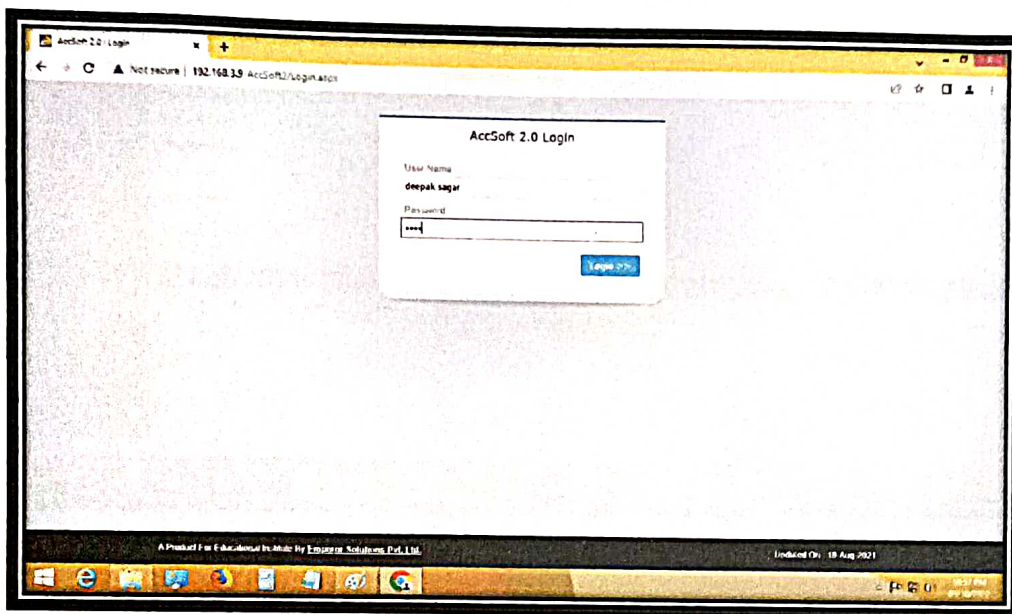 AccSoft 2.0 : Login
Not secure | 192.168.3.9 AccSoft2/Login.aspx
AccSoft 2.0 Login
User Name
deepak sagar
Password
••••
Login >>
A Product For Educational Institute By Emperor Solutions Pvt. Ltd.
Updated On : 18 Aug 2021